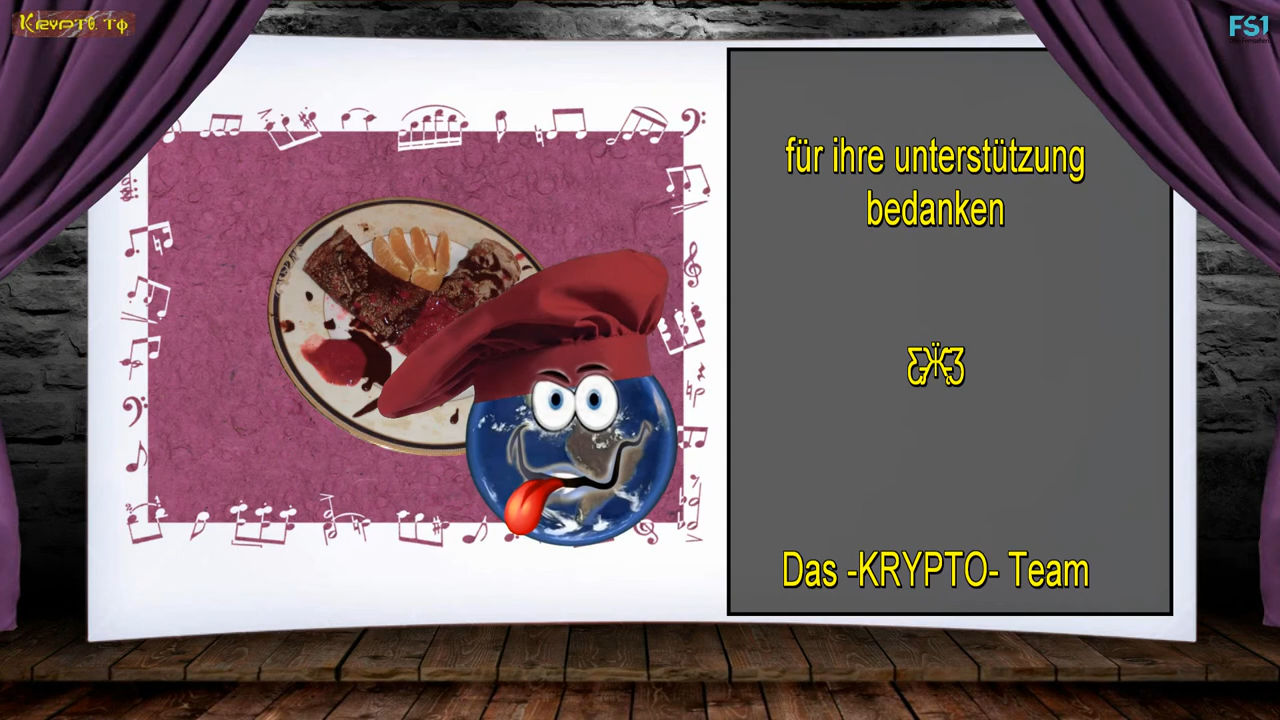 KRYPTO. TV
FS1
für ihre unterstützung
bedanken
Ƹ̵̡Ӝ̵̨̄Ʒ
Das -KRYPTO- Team